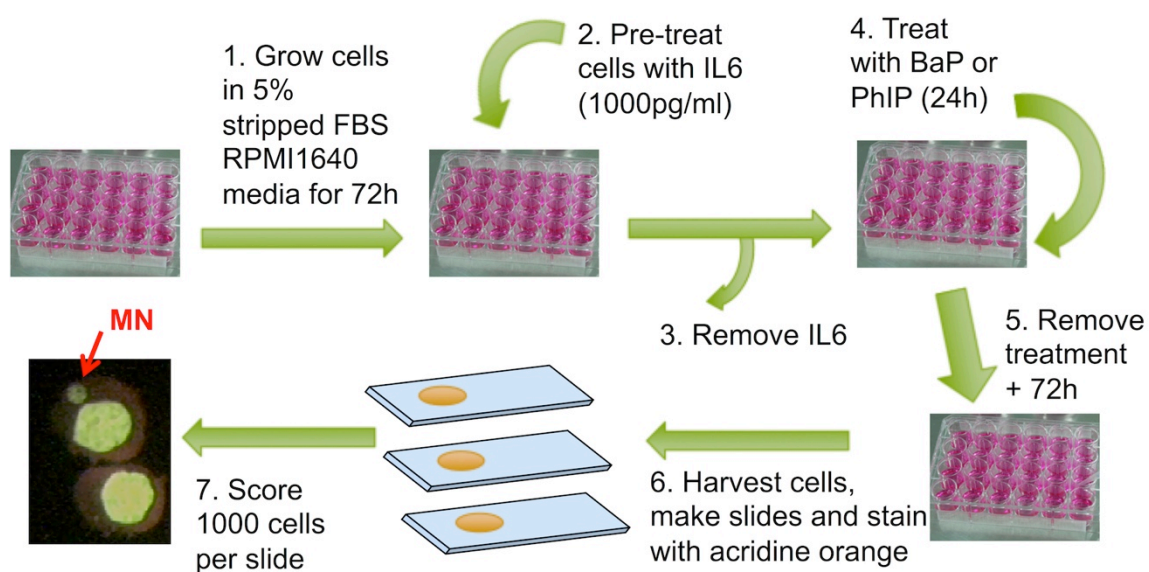 1. Grow cells
in 5%
stripped FBS
RPMI1640
media for 72h
2. Pre-treat
cells with IL6
(1000pg/ml)
3. Remove IL6
4. Treat
with BaP or
PhIP (24h)
5. Remove
treatment
+ 72h
6. Harvest cells,
make slides and stain
with acridine orange
7. Score
1000 cells
per slide
MN